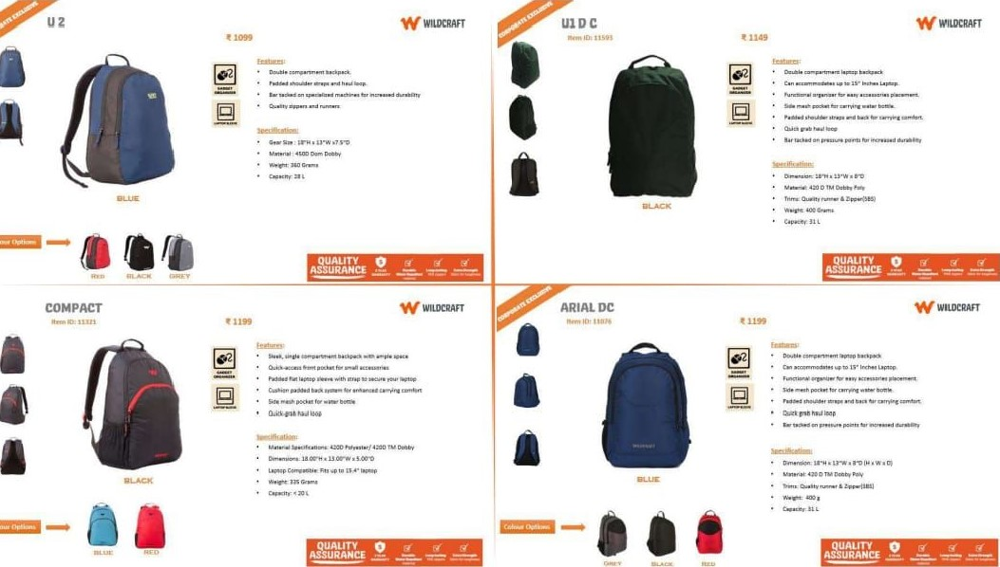 U 2
WILDCRAFT
₹ 1099
GADGET
ORGANIZER
LAPTOP SLEEVE
Features:
• Double compartment backpack.
• Padded shoulder straps and haul loop.
• Bar tacked on specialized machines for increased durability
• Quality zippers and runners
Specification:
• Gear Size : 18"H x 13"W x7.5"D
• Material : 450D Dom Dobby
• Weight: 360 Grams
• Capacity: 28 L
BLUE
our Options
RED
BLACK
GREY
QUALITY
ASSURANCE
CORPORATE EXCLUSIVE
U1 D C
Item ID: 11595
WILDCRAFT
₹ 1149
GADGET
ORGANIZER
LAPTOP SLEEVE
Features:
• Double compartment laptop backpack
• Can accommodates up to 15" Inches Laptop.
• Functional organizer for easy accessories placement.
• Side mesh pocket for carrying water bottle.
• Padded shoulder straps and back for carrying comfort.
• Quick grab haul loop
• Bar tacked on pressure points for increased durability
Specification:
• Dimension: 18"H x 13"W x 8"D
• Material: 420 D TM Dobby Poly
• Trims: Quality runner & Zipper(SBS)
• Weight: 400 Grams
• Capacity: 31 L
BLACK
QUALITY
ASSURANCE
COMPACT
Item ID: 11321
WILDCRAFT
₹ 1199
GADGET
ORGANIZER
LAPTOP SLEEVE
Features:
• Sleek, single compartment backpack with ample space
• Quick-access front pocket for small accessories
• Padded flat laptop sleeve with strap to secure your laptop
• Cushion padded back system for enhanced carrying comfort
• Side mesh pocket for water bottle
• Quick-grab haul loop
Specification:
• Material Specifications: 420D Polyester/ 420D TM Dobby
• Dimensions: 18.00"H x 13.00"W x 5.00"D
• Laptop Compatible: Fits up to 15.4" laptop
• Weight: 335 Grams
• Capacity: < 20 L
BLACK
our Options
BLUE
RED
QUALITY
ASSURANCE
CORPORATE EXCLUSIVE
ARIAL DC
Item ID: 11076
WILDCRAFT
₹ 1199
GADGET
ORGANIZER
LAPTOP SLEEVE
Features:
• Double compartment laptop backpack
• Can accommodates up to 15" Inches Laptop.
• Functional organizer for easy accessories placement.
• Side mesh pocket for carrying water bottle.
• Padded shoulder straps and back for carrying comfort.
• Quick grab haul loop
• Bar tacked on pressure points for increased durability
Specification:
• Dimension: 18"H x 13"W x 8"D (H x W x D)
• Material: 420 D TM Dobby Poly
• Trims: Quality runner & Zipper(SBS)
• Weight: 400 g
• Capacity: 31 L
BLUE
Colour Options
GREY
BLACK
RED
QUALITY
ASSURANCE